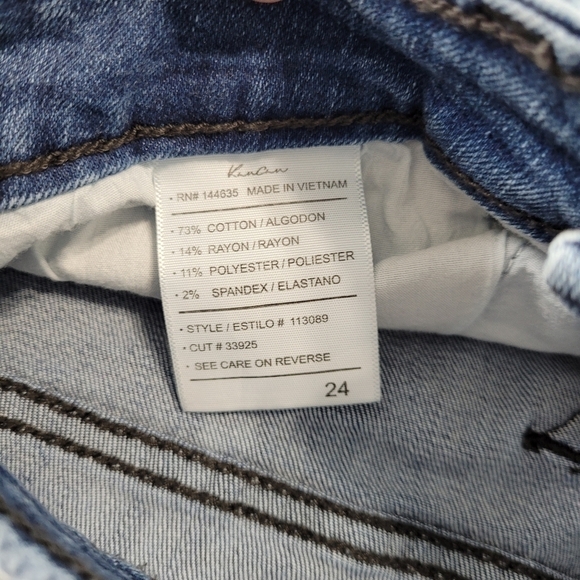 KanCan
• RN# 144635 MADE IN VIETNAM
• 73% COTTON / ALGODON
• 14% RAYON / RAYON
• 11% POLYESTER / POLIESTER
• 2% SPANDEX / ELASTANO
• STYLE / ESTILO # 113089
• CUT # 33925
• SEE CARE ON REVERSE
24